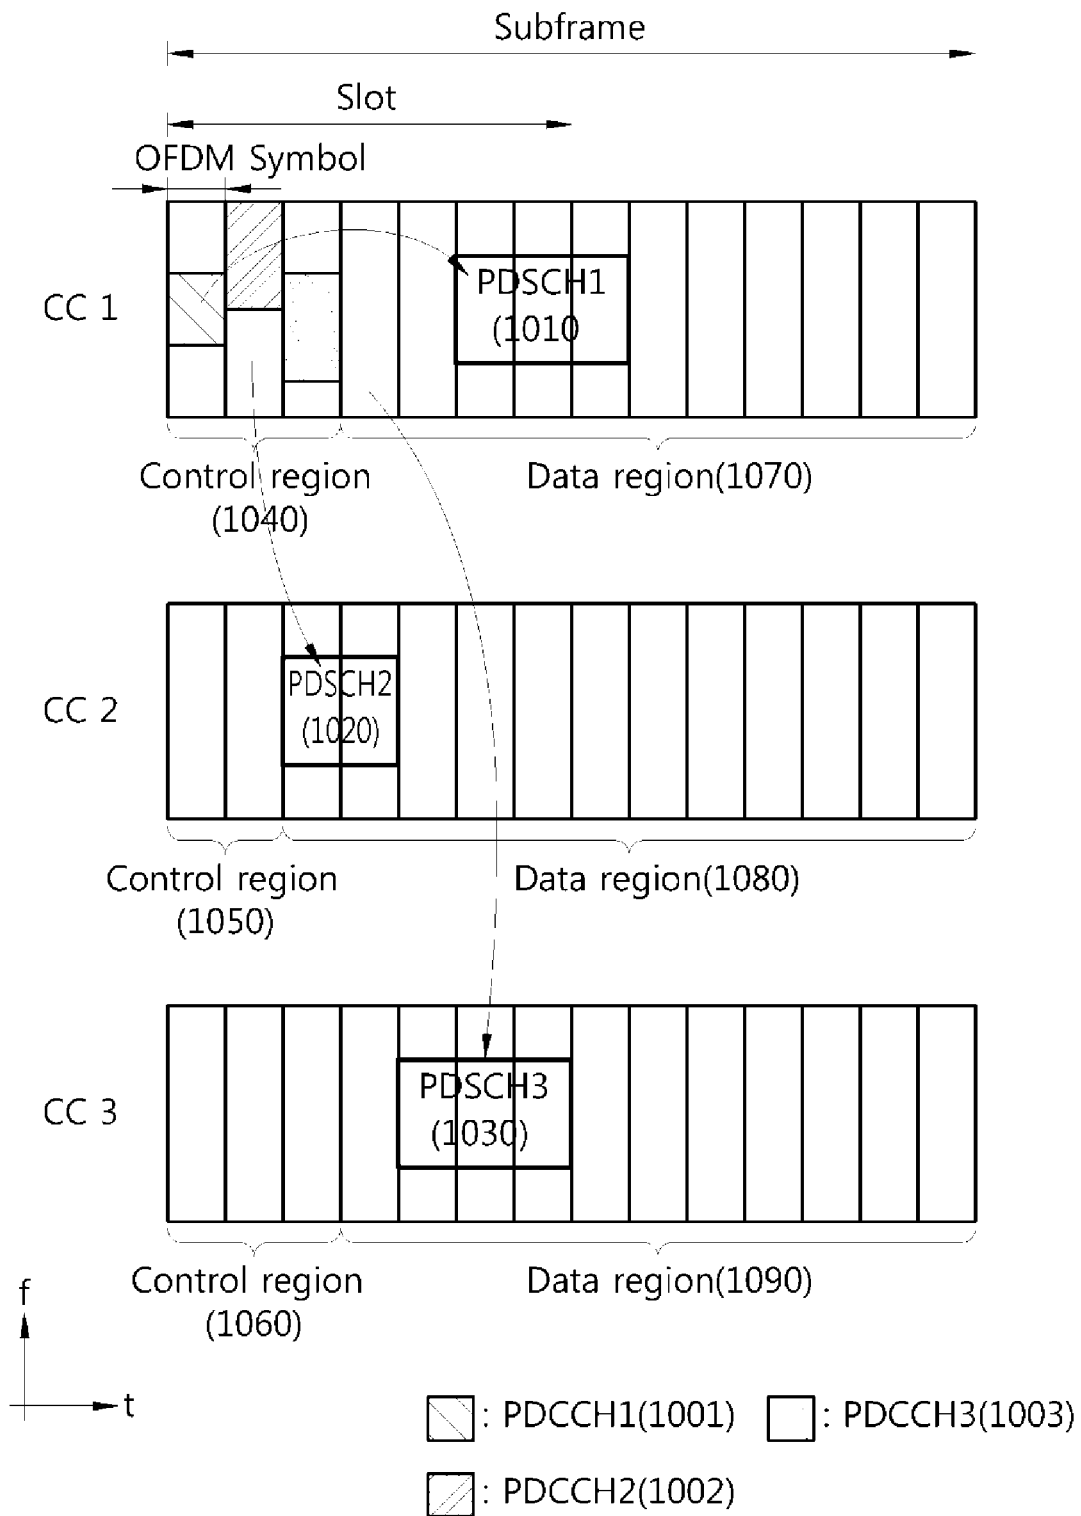 Subframe
Slot
OFDM Symbol
CC 1
PDSCH1
(1010
Control region
(1040)
Data region(1070)
CC 2
PDSCH2
(1020)
Control region
(1050)
Data region(1080)
CC 3
PDSCH3
(1030)
Control region
(1060)
Data region(1090)
f
t
: PDCCH1(1001)
: PDCCH3(1003)
: PDCCH2(1002)